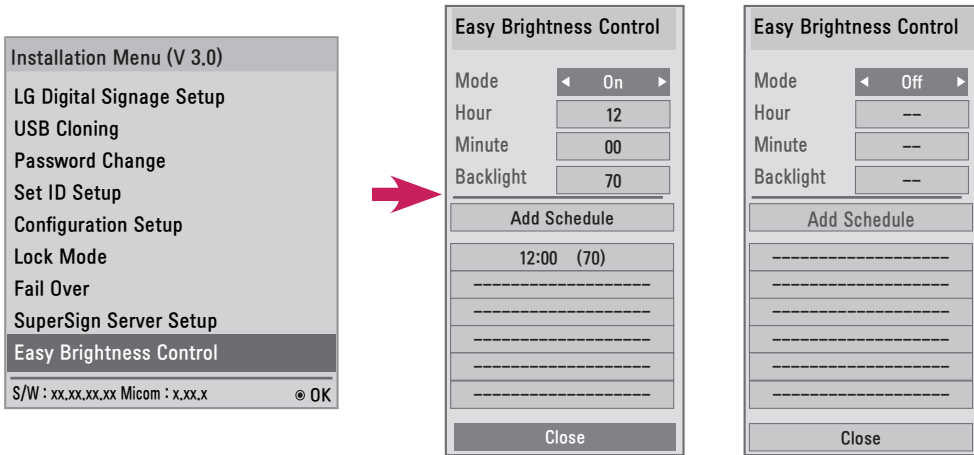 Installation Menu (V 3.0)
LG Digital Signage Setup
USB Cloning
Password Change
Set ID Setup
Configuration Setup
Lock Mode
Fail Over
SuperSign Server Setup
Easy Brightness Control
S/W : xx.xx.xx.xx Micom : x.xx.x ◉ OK
Easy Brightness Control
Mode ◀ On ▶
Hour 12
Minute 00
Backlight 70
Add Schedule
12:00 (70)
-------------------
-------------------
-------------------
-------------------
-------------------
Close
Easy Brightness Control
Mode ◀ Off ▶
Hour --
Minute --
Backlight --
Add Schedule
-------------------
-------------------
-------------------
-------------------
-------------------
-------------------
Close